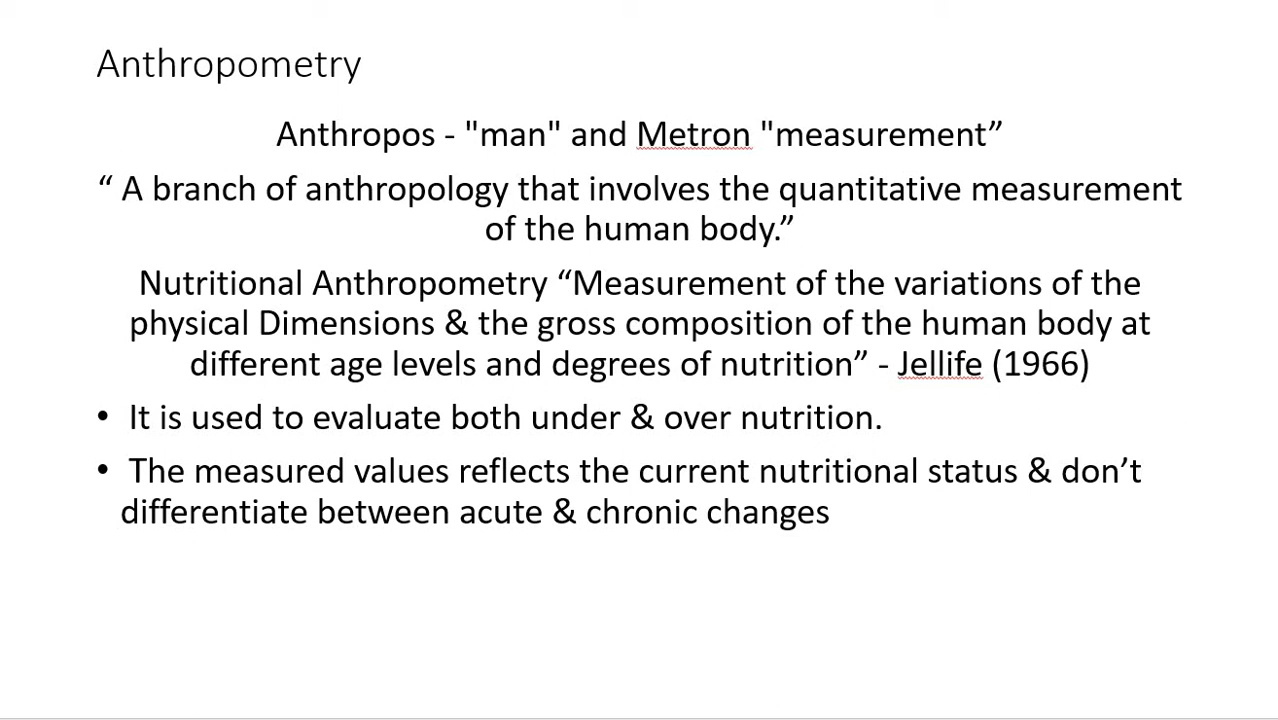 Anthropometry
Anthropos - "man" and Metron "measurement”
“ A branch of anthropology that involves the quantitative measurement
of the human body.”
Nutritional Anthropometry “Measurement of the variations of the
physical Dimensions & the gross composition of the human body at
different age levels and degrees of nutrition” - Jellife (1966)
• It is used to evaluate both under & over nutrition.
• The measured values reflects the current nutritional status & don’t
differentiate between acute & chronic changes